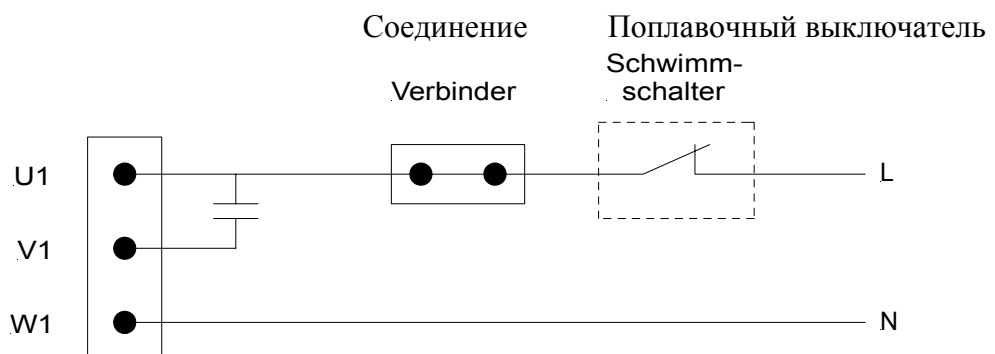 Соединение
Поплавочный выключатель
Verbinder
Schwimm-
schalter
U1
L
V1
W1
N